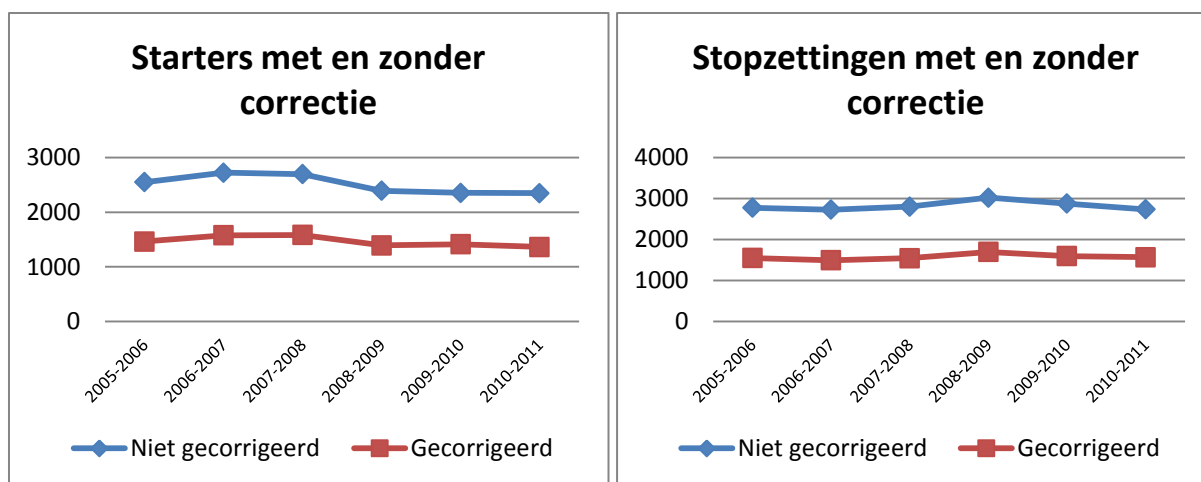 Starters met en zonder
correctie
3000
2000
1000
0
2005-2006
2006-2007
2007-2008
2008-2009
2009-2010
2010-2011
Niet gecorrigeerd
Gecorrigeerd
Stopzettingen met en zonder
correctie
4000
3000
2000
1000
0
2005-2006
2006-2007
2007-2008
2008-2009
2009-2010
2010-2011
Niet gecorrigeerd
Gecorrigeerd